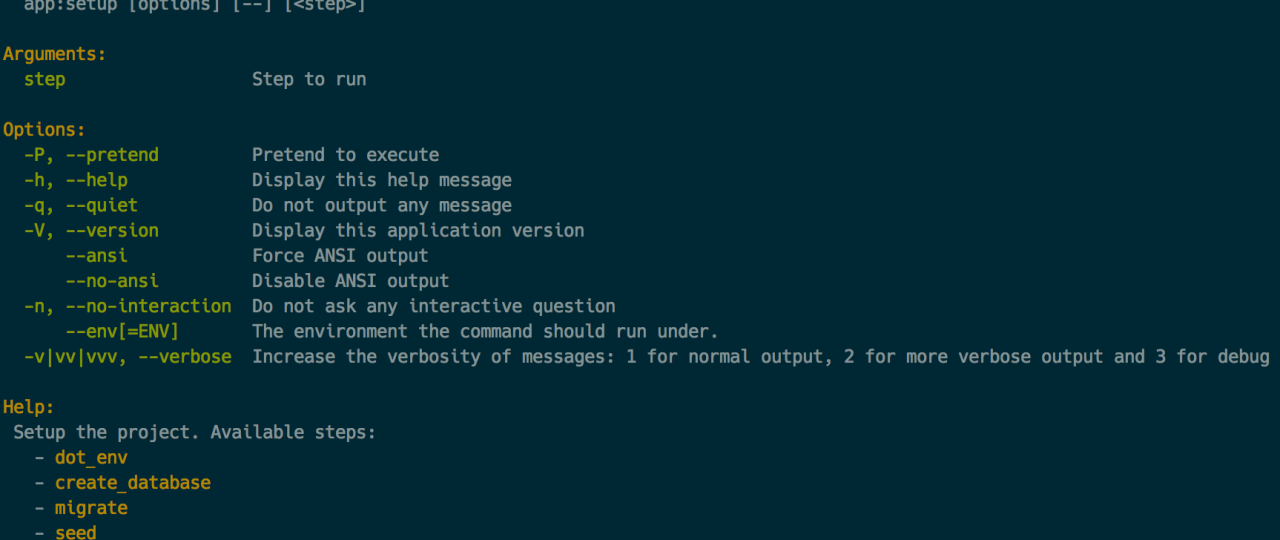 app:setup [options] [--] [<step>]
Arguments:
step Step to run
Options:
-P, --pretend Pretend to execute
-h, --help Display this help message
-q, --quiet Do not output any message
-V, --version Display this application version
--ansi Force ANSI output
--no-ansi Disable ANSI output
-n, --no-interaction Do not ask any interactive question
--env[=ENV] The environment the command should run under.
-v|vv|vvv, --verbose Increase the verbosity of messages: 1 for normal output, 2 for more verbose output and 3 for debug
Help:
Setup the project. Available steps:
- dot_env
- create_database
- migrate
- seed